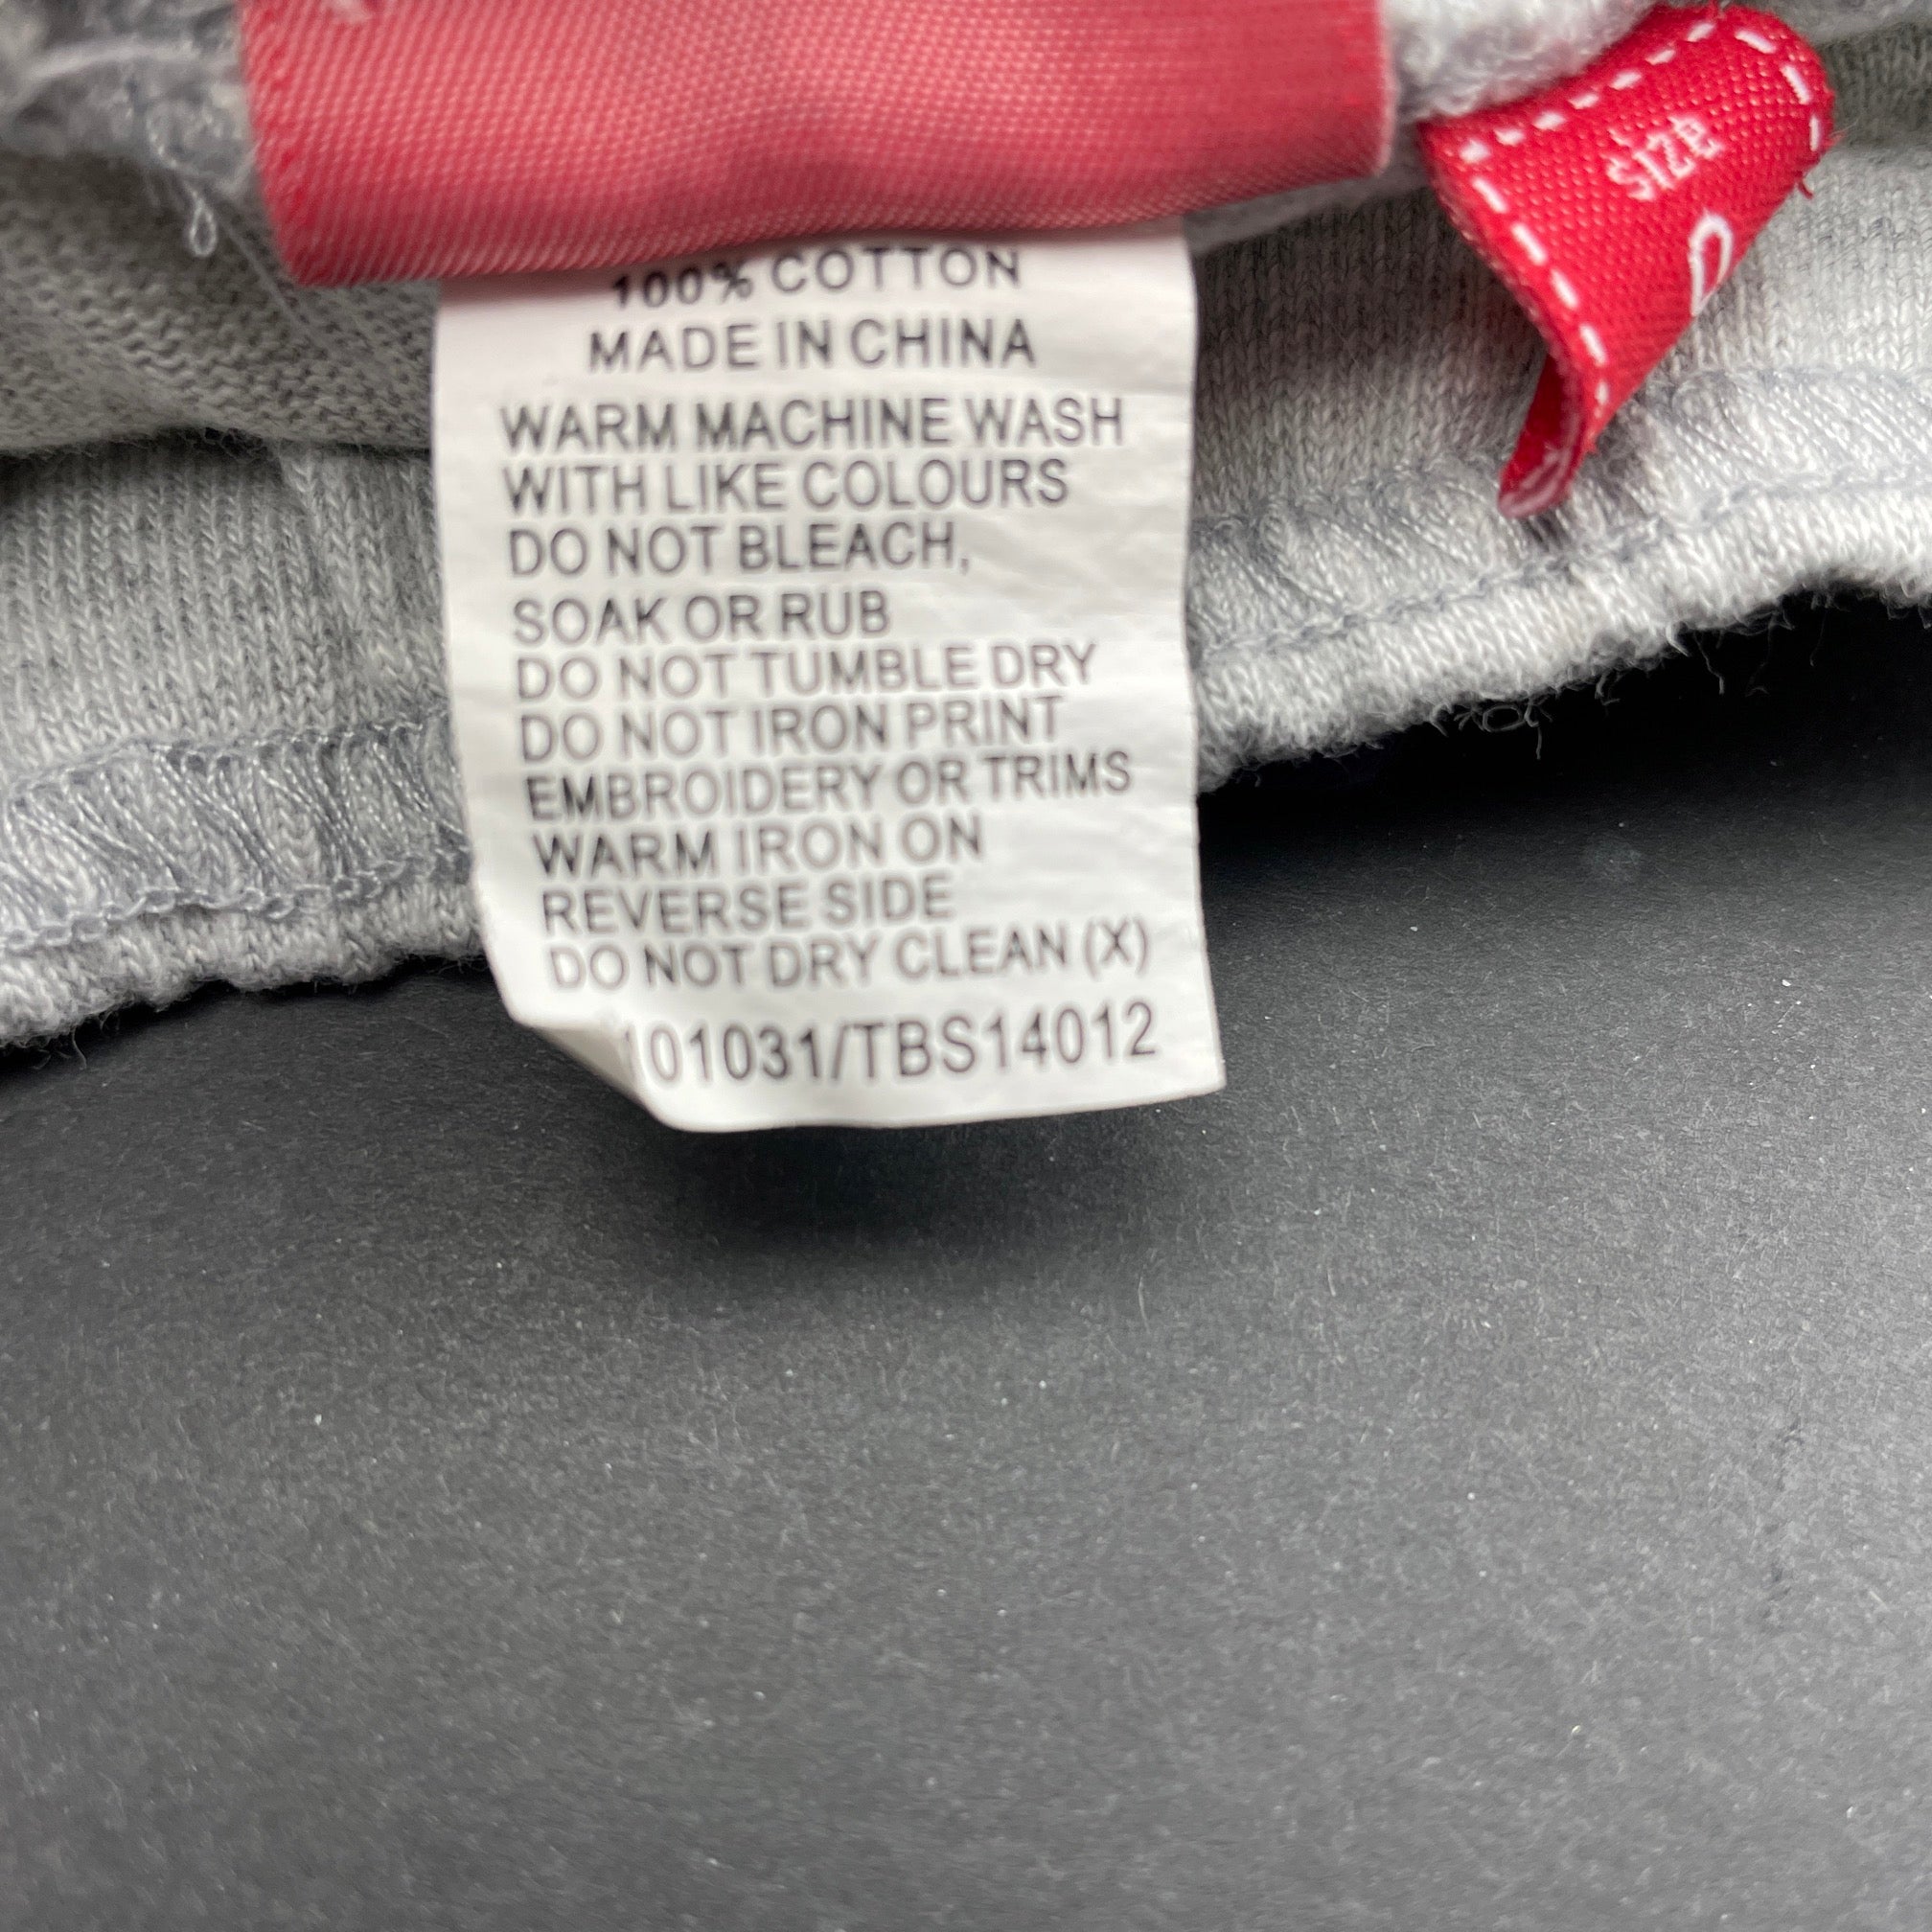 100% COTTON
MADE IN CHINA
WARM MACHINE WASH
WITH LIKE COLOURS
DO NOT BLEACH,
SOAK OR RUB
DO NOT TUMBLE DRY
DO NOT IRON PRINT
EMBROIDERY OR TRIMS
WARM IRON ON
REVERSE SIDE
DO NOT DRY CLEAN (X)
101031/TBS14012
size